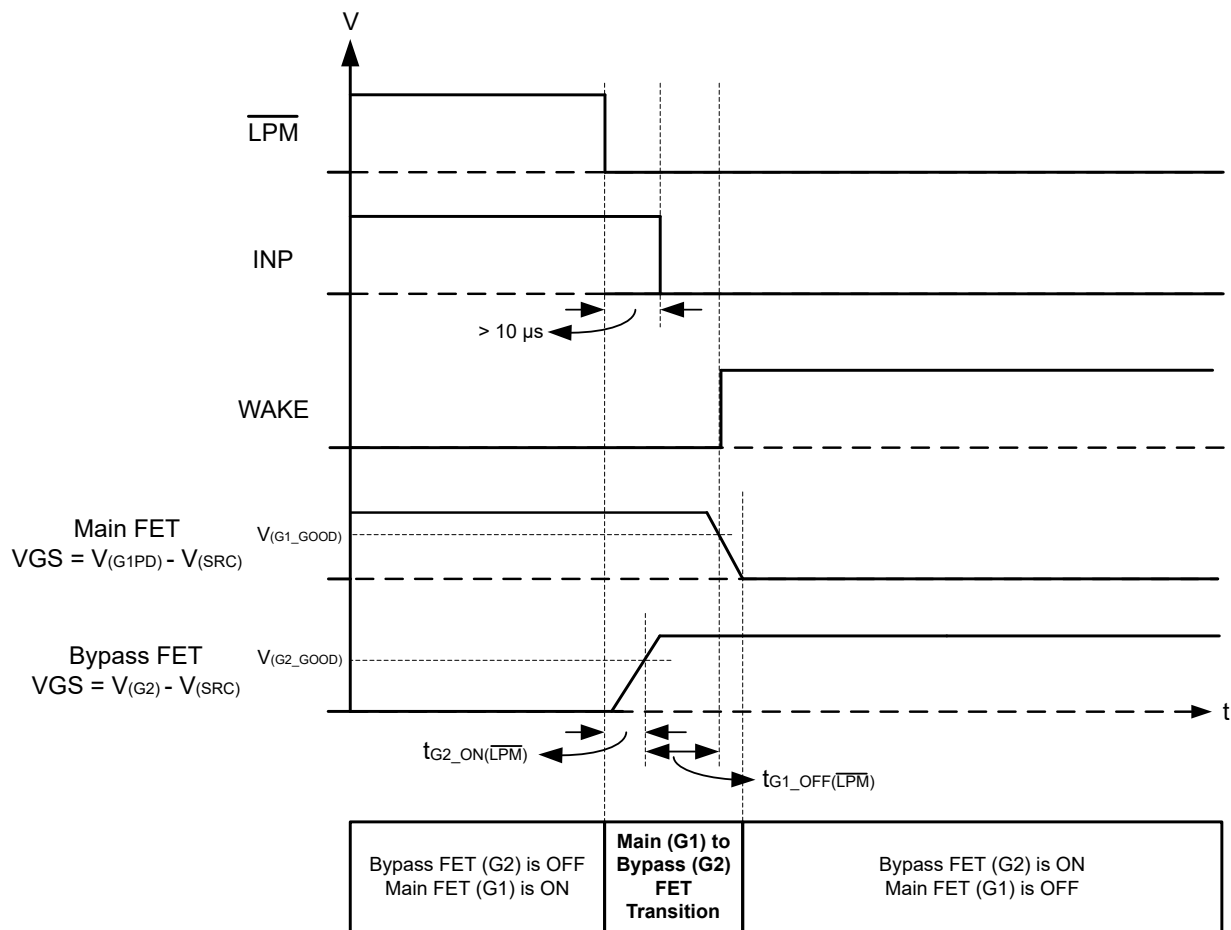 V
LPM
INP
> 10 µs
WAKE
Main FET
VGS = V(G1PD) - V(SRC)
V(G1_GOOD)
Bypass FET
VGS = V(G2) - V(SRC)
V(G2_GOOD)
t
tG2_ON(LPM)
tG1_OFF(LPM)
Bypass FET (G2) is OFF
Main FET (G1) is ON
Main (G1) to
Bypass (G2)
FET
Transition
Bypass FET (G2) is ON
Main FET (G1) is OFF